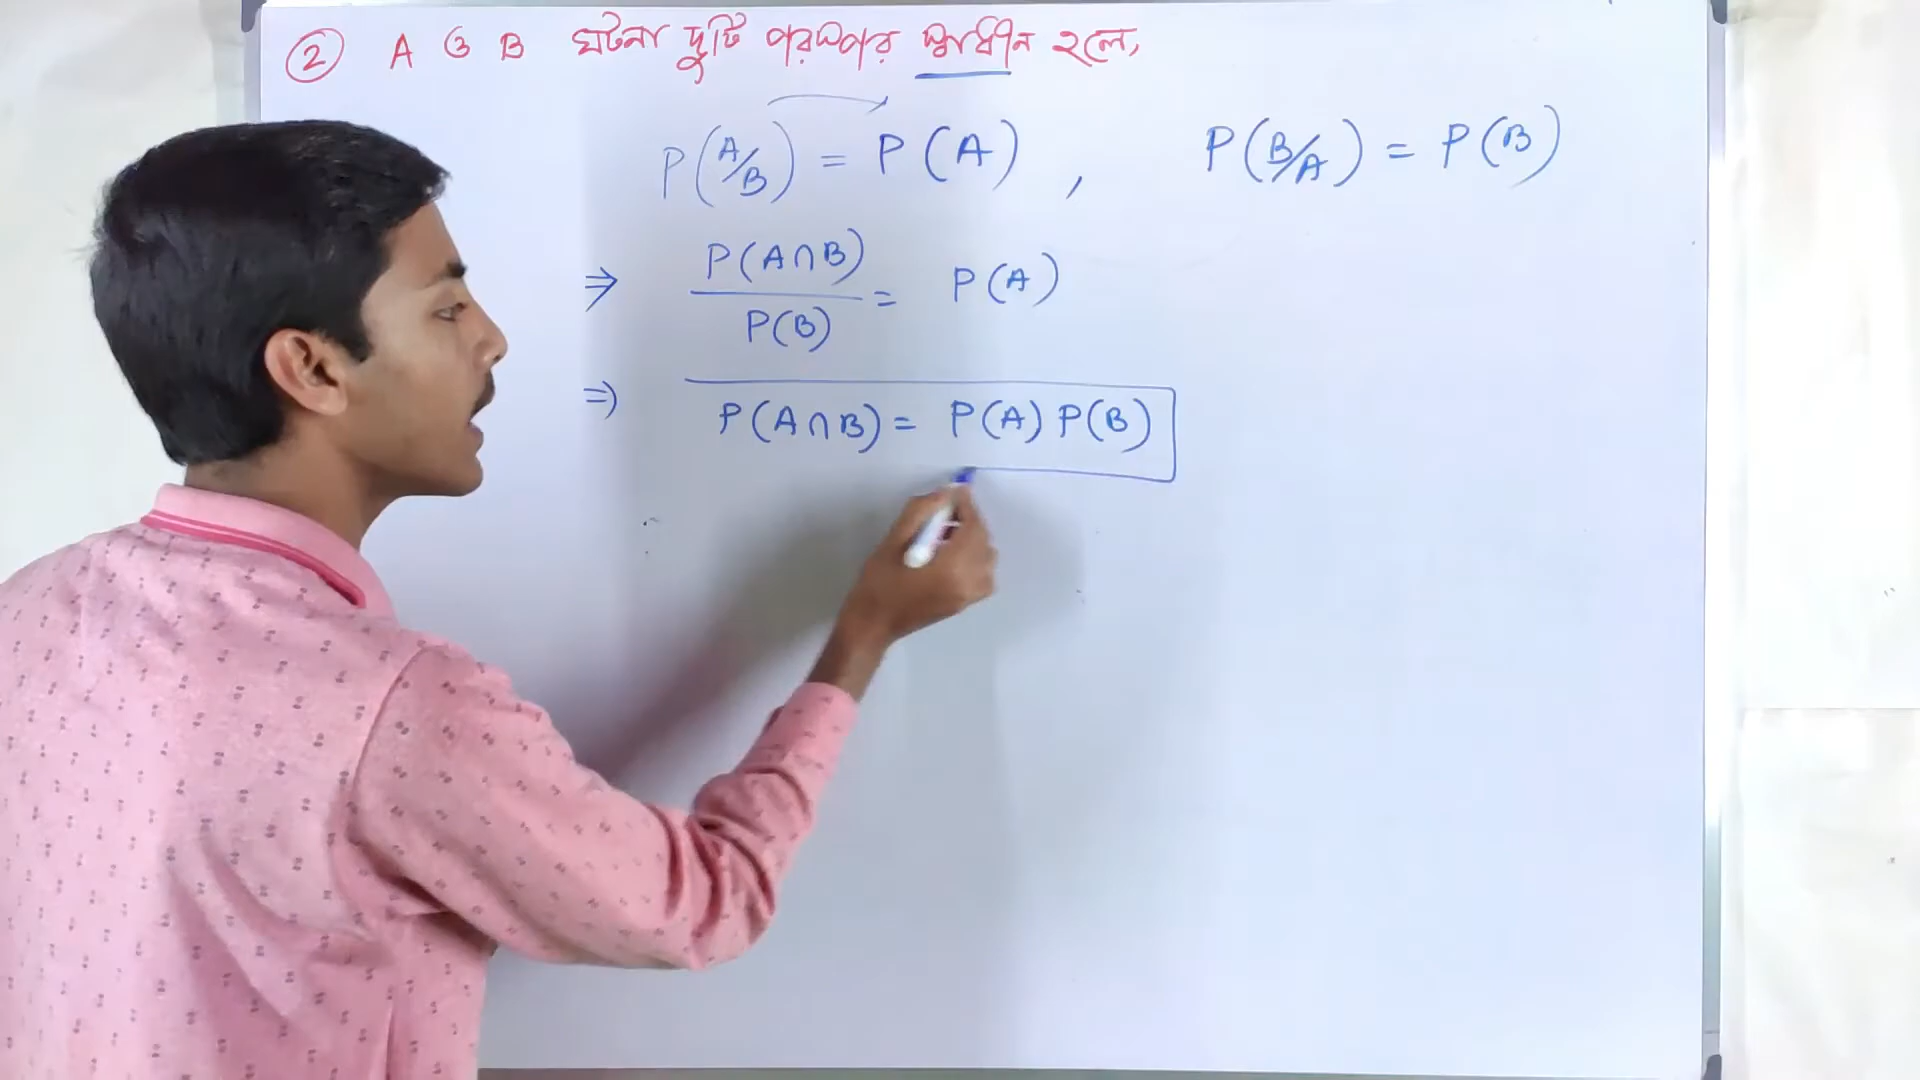 ② A ও B ঘটনা দুটি পরস্পর স্বাধীন হলে,
P(A/B) = P(A) , P(B/A) = P(B)
⇒ P(A∩B)/P(B) = P(A)
⇒ P(A∩B) = P(A) P(B)